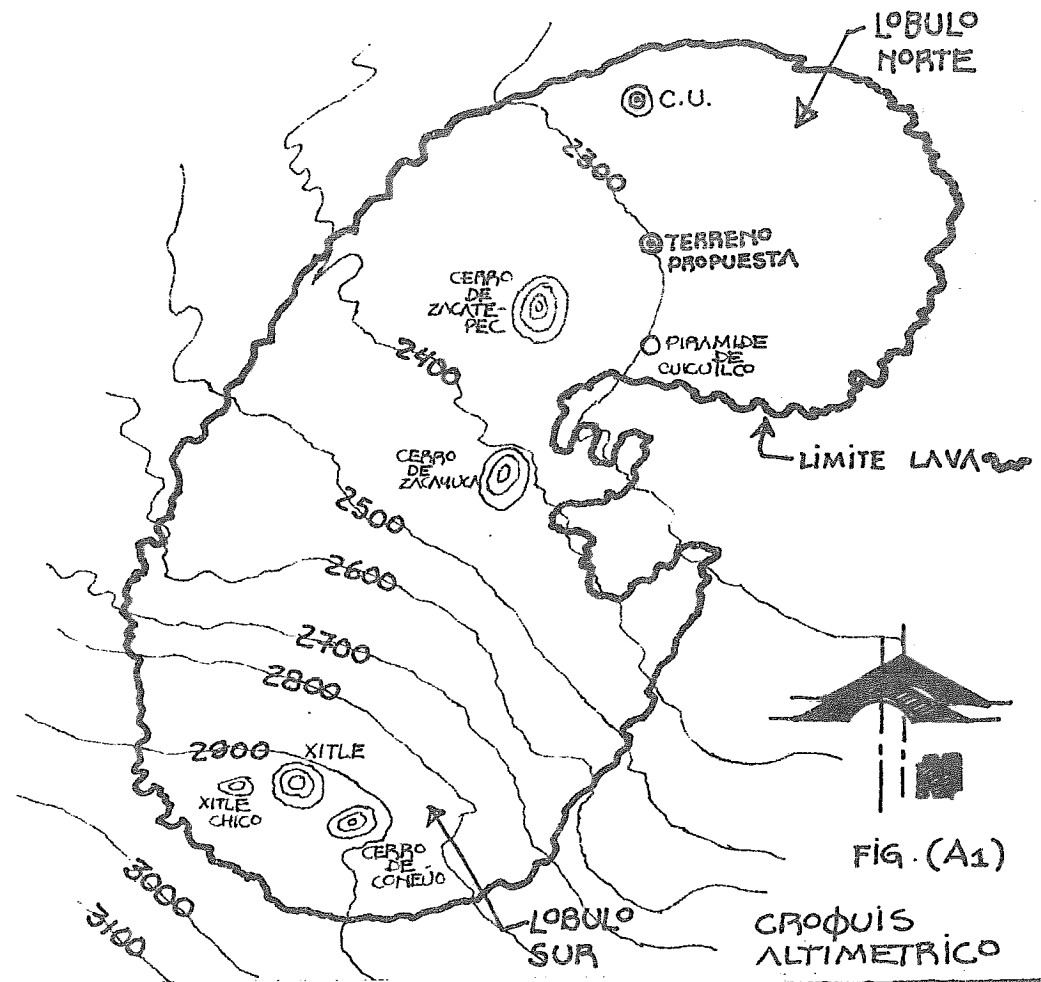 LOBULO
NORTE
C.U.
2300
TERRENO
PROPUESTA
CERRO
DE
ZACATE-
PEC.
2400
PIRAMIDE
DE
CUICUILCO
LIMITE LAVA
CERRO
DE
ZACAYUCA
2500
2600
2700
2800
2900
XITLE
XITLE
CHICO
CERRO
DE
CONEJO
3000
3100
LOBULO
SUR
FIG. (A1)
CROQUIS
ALTIMETRICO